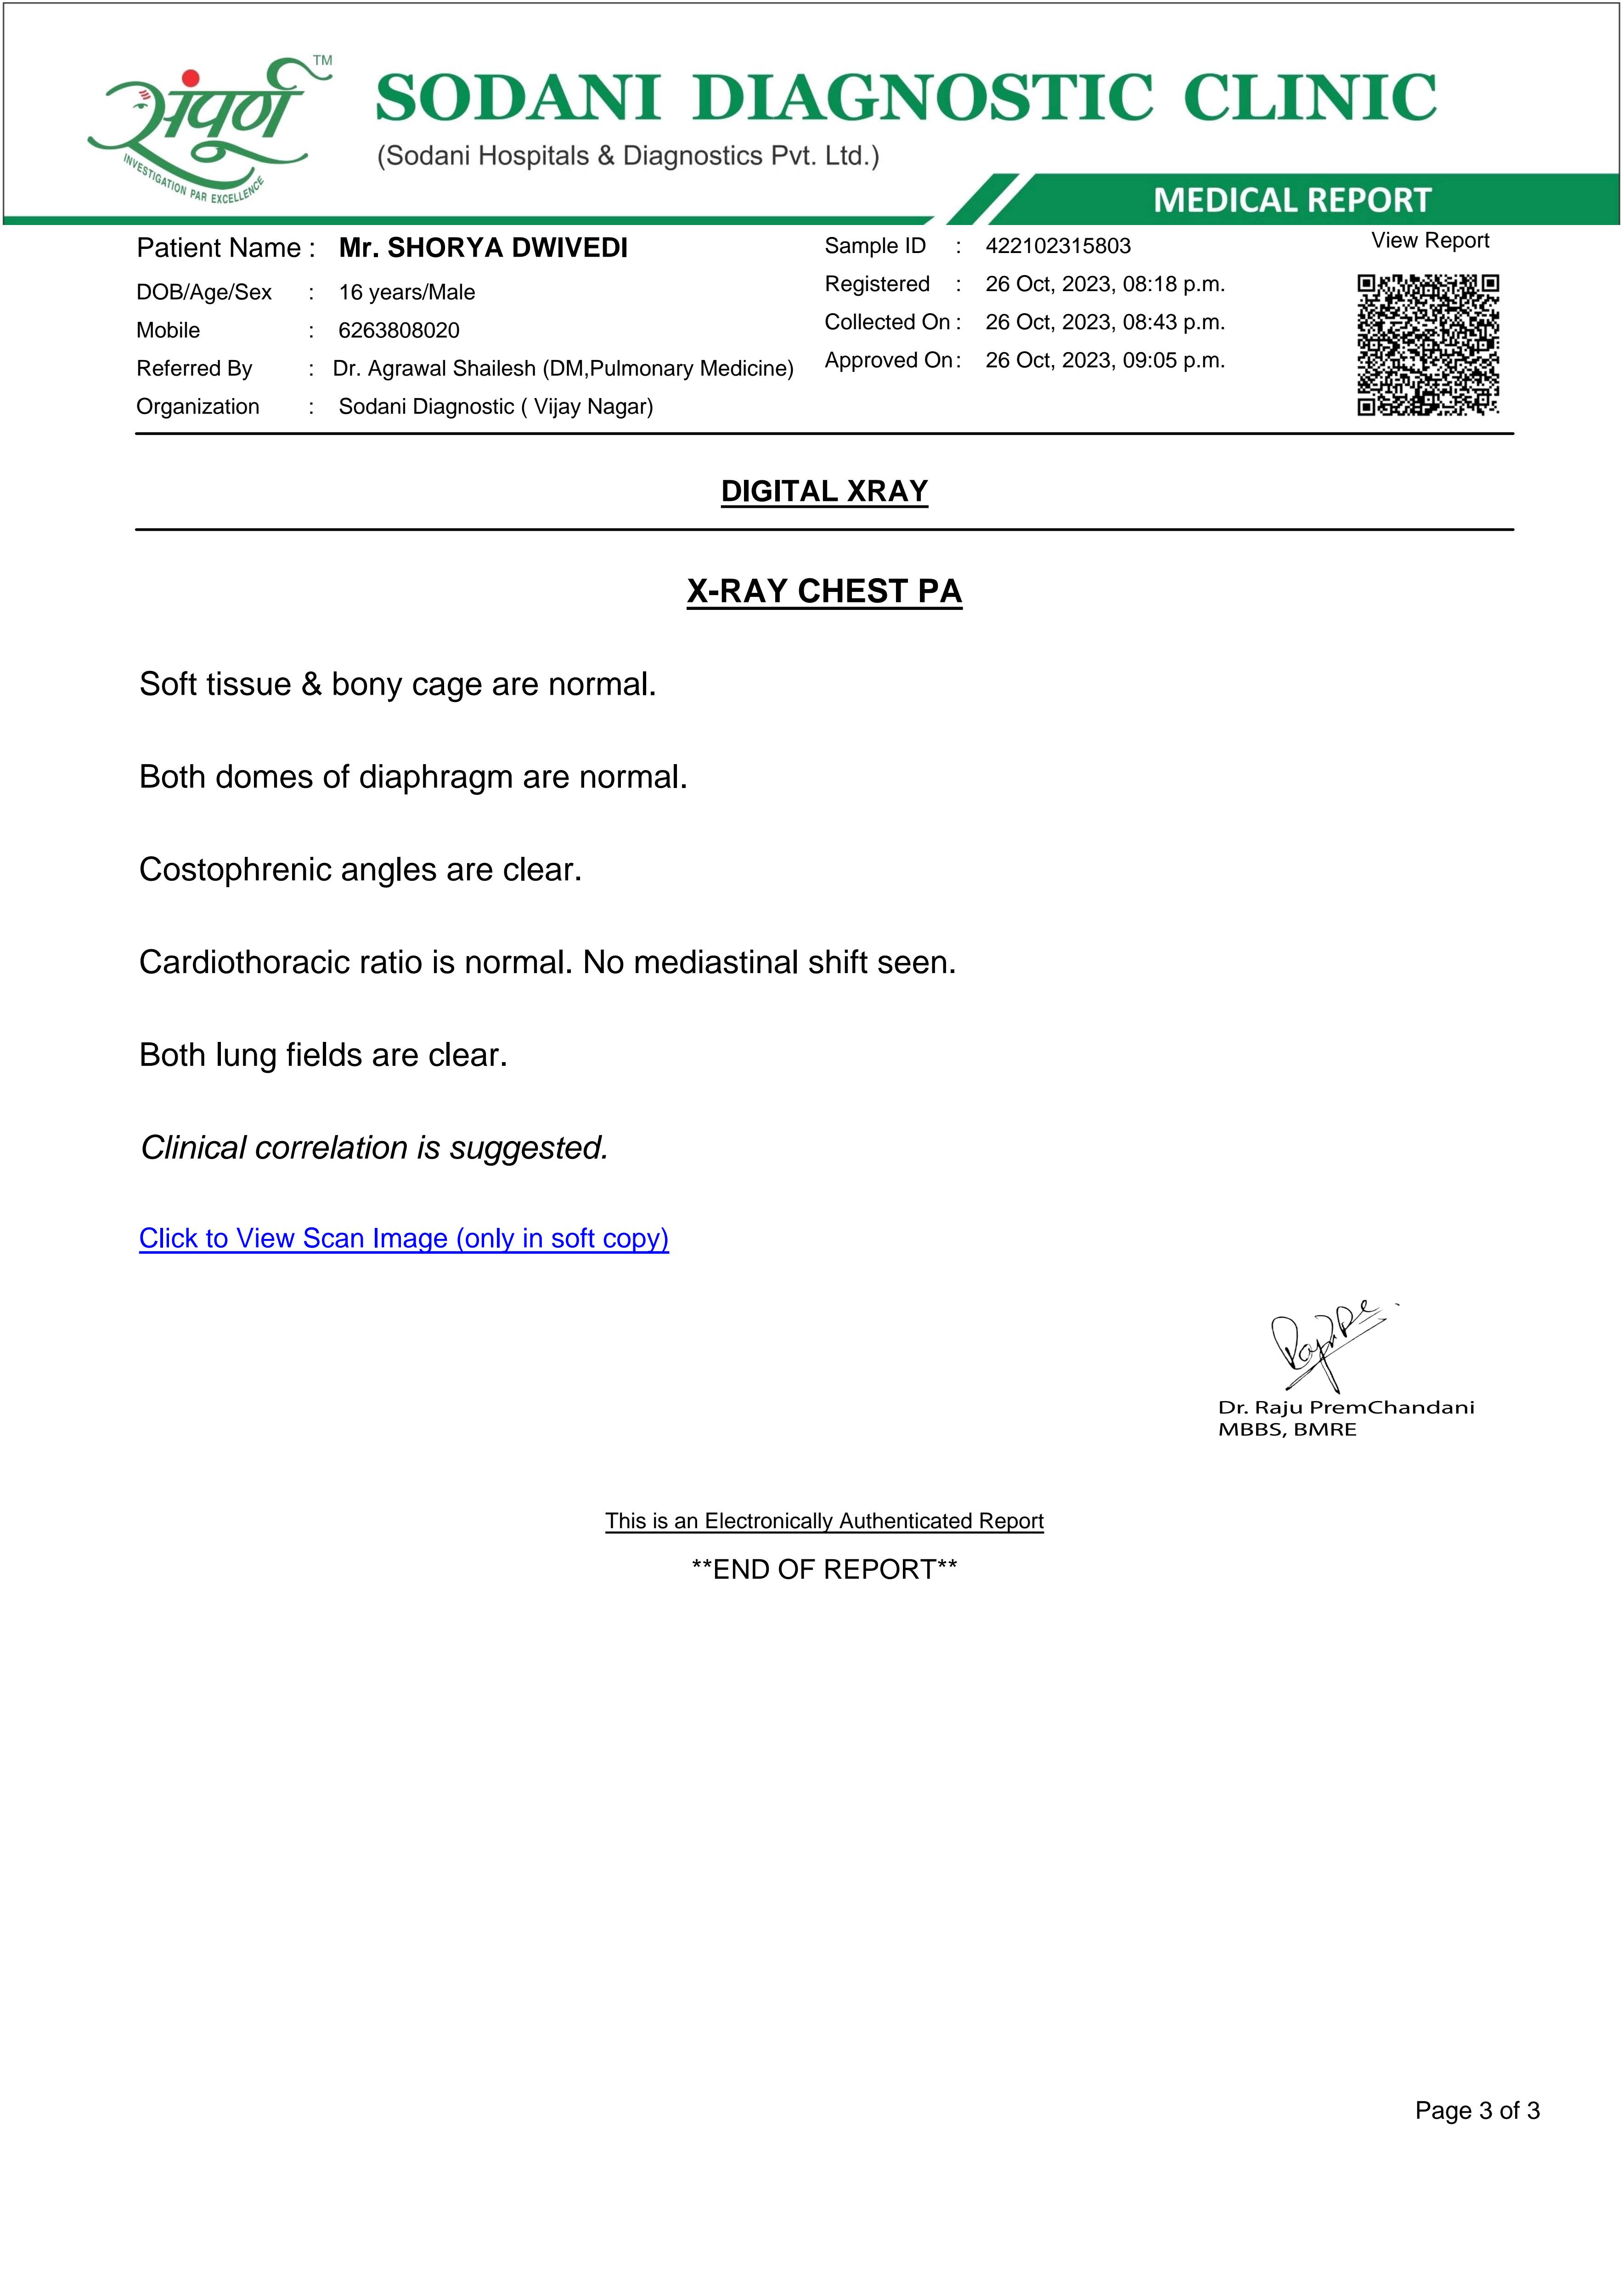 संपूर्ण TM
INVESTIGATION PAR EXCELLENCE
SODANI DIAGNOSTIC CLINIC
(Sodani Hospitals & Diagnostics Pvt. Ltd.)
MEDICAL REPORT
Patient Name : Mr. SHORYA DWIVEDI
DOB/Age/Sex : 16 years/Male
Mobile : 6263808020
Referred By : Dr. Agrawal Shailesh (DM,Pulmonary Medicine)
Organization : Sodani Diagnostic ( Vijay Nagar)
Sample ID : 422102315803
Registered : 26 Oct, 2023, 08:18 p.m.
Collected On : 26 Oct, 2023, 08:43 p.m.
Approved On : 26 Oct, 2023, 09:05 p.m.
View Report
DIGITAL XRAY
X-RAY CHEST PA
Soft tissue & bony cage are normal.
Both domes of diaphragm are normal.
Costophrenic angles are clear.
Cardiothoracic ratio is normal. No mediastinal shift seen.
Both lung fields are clear.
Clinical correlation is suggested.
Click to View Scan Image (only in soft copy)
Dr. Raju PremChandani
MBBS, BMRE
This is an Electronically Authenticated Report
**END OF REPORT**
Page 3 of 3